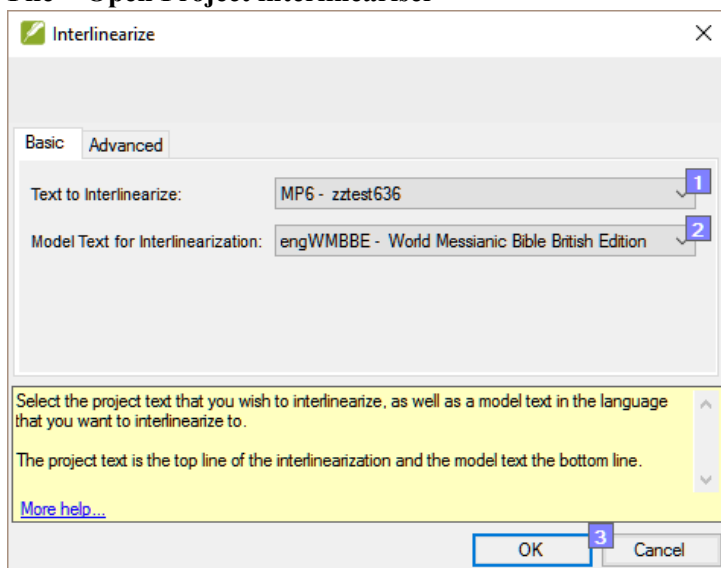 Interlinearize
Basic Advanced
Text to Interlinearize: MP6 - zztest636 1
Model Text for Interlinearization: engWMBBE - World Messianic Bible British Edition 2
Select the project text that you wish to interlinearize, as well as a model text in the language
that you want to interlinearize to.
The project text is the top line of the interlinearization and the model text the bottom line.
More help...
OK 3 Cancel